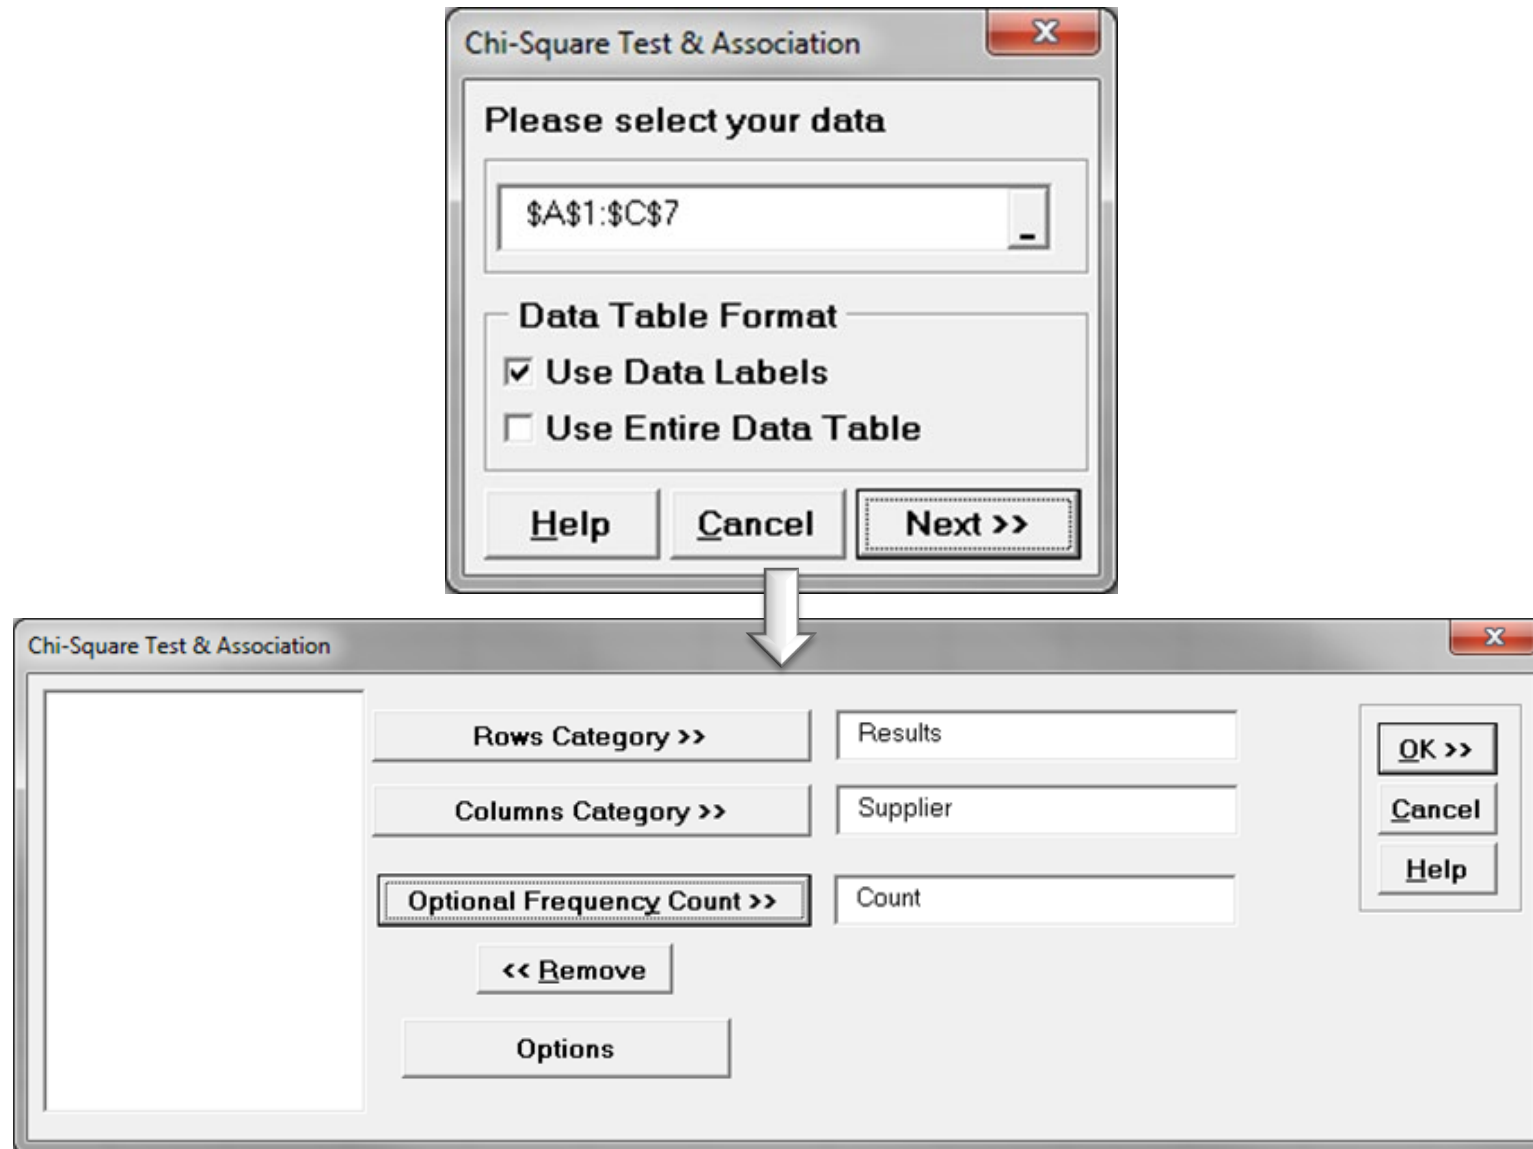 Chi-Square Test & Association
Please select your data
$A$1:$C$7
Data Table Format
Use Data Labels
Use Entire Data Table
Help Cancel Next >>
Chi-Square Test & Association
Rows Category >> Results
OK >>
Columns Category >> Supplier
Cancel
Help
Optional Frequency Count >> Count
<< Remove
Options